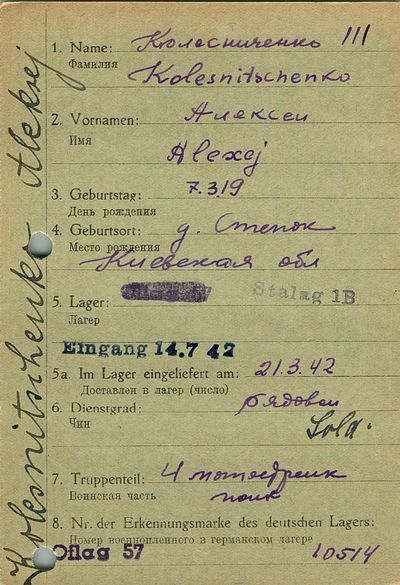 Kolesnitschenko Alekej
III
1. Name: Колесниченко
Фамилия
Kolesnitschenko
2. Vornamen: Алексей
Имя
Alexej
3. Geburtstag: 7.3.19
День рождения
4. Geburtsort: д. Степок
Место рождения
Киевская обл
5. Lager: Stalag 1B
Лагерь
Eingang 14.7 42
5a. Im Lager eingeliefert am: 21.3.42
Доставлен в лагерь (число)
6. Dienstgrad: рядовой
Чин
Sold.
7. Truppenteil: 4 мотострелк
Воинская часть полк
8. Nr. der Erkennungsmarke des deutschen Lagers:
Номер военнопленного в германском лагере
Oflag 57 10514